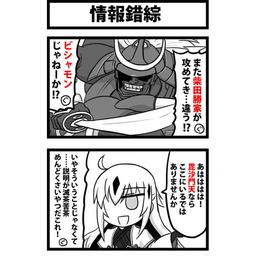 情報錯綜
また柴田勝家が
攻めてき…違う!?
ビシャモン
じゃねーか!?
©
あはははは!
毘沙門天なら
ここにいるでは
ありませんか
いやそういうことじゃなくて
……説明が滅茶苦茶
めんどくさいやつだこれ!
©